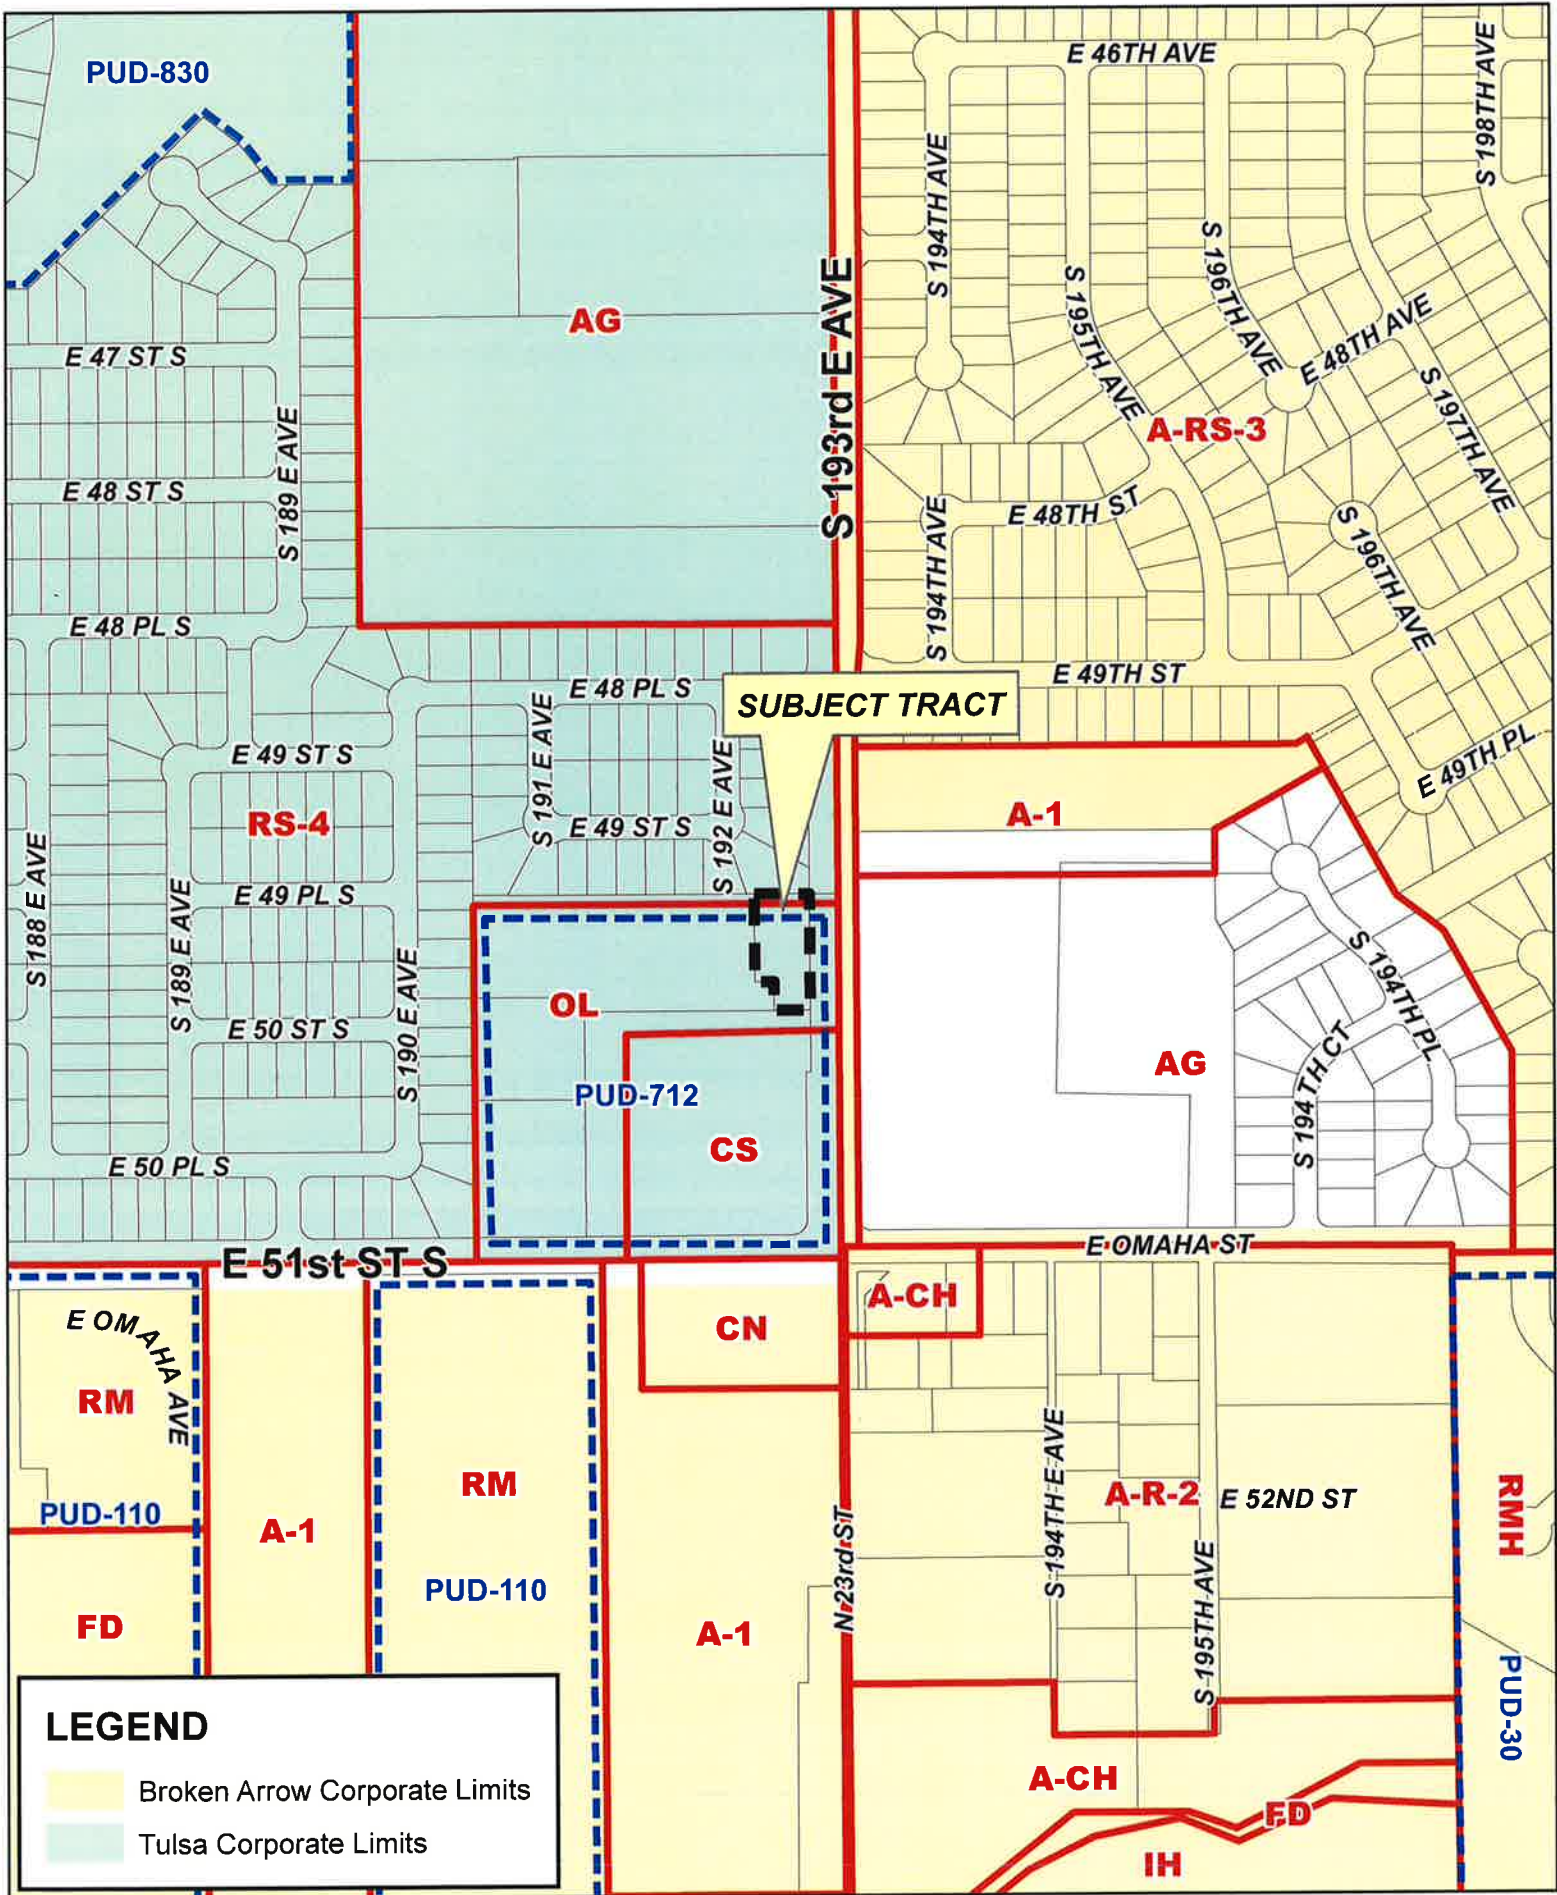 PUD-830
E 46TH AVE
S 198TH AVE
S 194TH AVE
S 195TH AVE
S 196TH AVE
E 48TH AVE
S 197TH AVE
AG
S 193rd E AVE
E 47 ST S
S 189 E AVE
A-RS-3
E 48 ST S
E 48TH ST
S 194TH AVE
S 196TH AVE
E 48 PL S
E 49TH ST
E 48 PL S
SUBJECT TRACT
S 191 E AVE
S 192 E AVE
E 49 ST S
E 49TH PL
A-1
RS-4
E 49 ST S
S 188 E AVE
E 49 PL S
S 189 E AVE
S 190 E AVE
S 194TH PL
OL
E 50 ST S
AG
S 194TH CT
PUD-712
CS
E 50 PL S
E 51st ST S
E OMAHA ST
A-CH
E OMAHA AVE
CN
RM
RM
PUD-110
A-1
PUD-110
FD
A-1
N 23rd ST
S 194TH E AVE
A-R-2
E 52ND ST
S 195TH AVE
RMH
PUD-30
A-CH
FD
IH
LEGEND
Broken Arrow Corporate Limits
Tulsa Corporate Limits